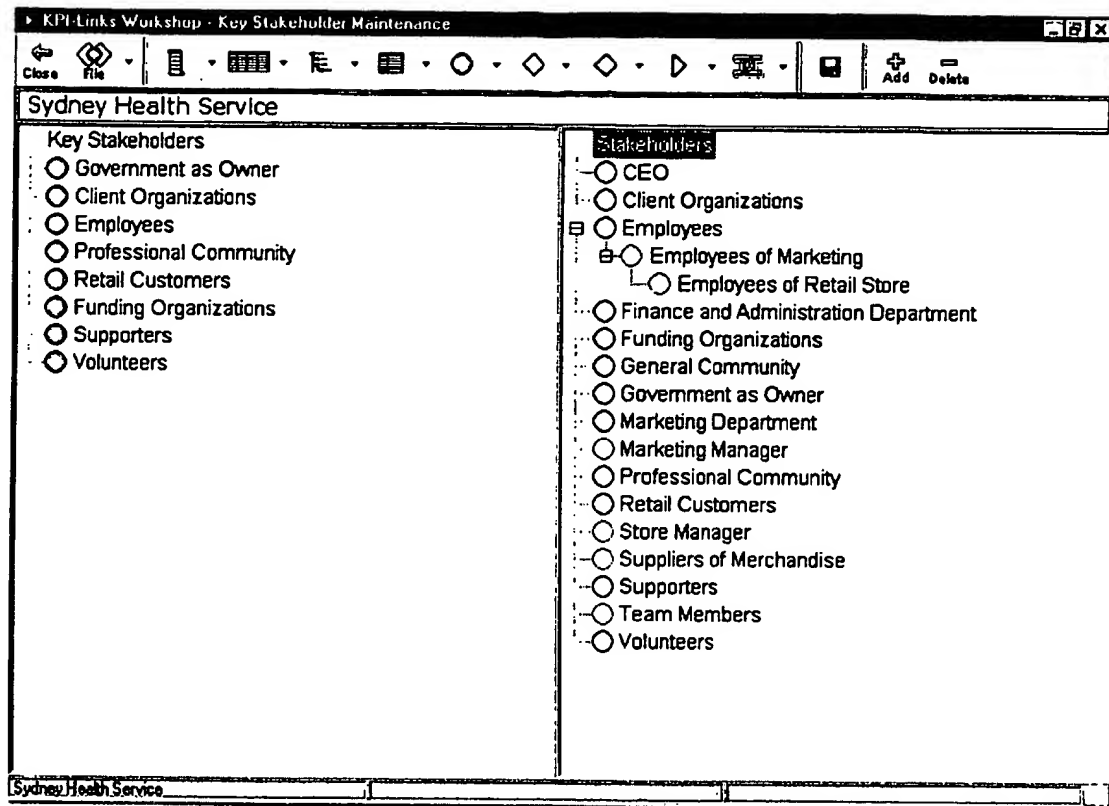 KPI-Links Workshop - Key Stakeholder Maintenance
Close File Add Delete
Sydney Health Service
Key Stakeholders
Government as Owner
Client Organizations
Employees
Professional Community
Retail Customers
Funding Organizations
Supporters
Volunteers
Stakeholders
CEO
Client Organizations
Employees
Employees of Marketing
Employees of Retail Store
Finance and Administration Department
Funding Organizations
General Community
Government as Owner
Marketing Department
Marketing Manager
Professional Community
Retail Customers
Store Manager
Suppliers of Merchandise
Supporters
Team Members
Volunteers
Sydney Health Service